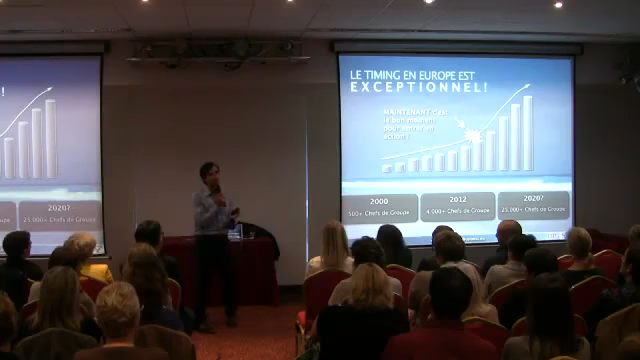 LE TIMING EN EUROPE EST
EXCEPTIONNEL!
MAINTENANT c'est
le bon moment
pour entrer en
action !
2000
500+ Chefs de Groupe
2012
4.000+ Chefs de Groupe
2020?
25.000+ Chefs de Groupe
!
2020?
25.000+ Chefs de Groupe